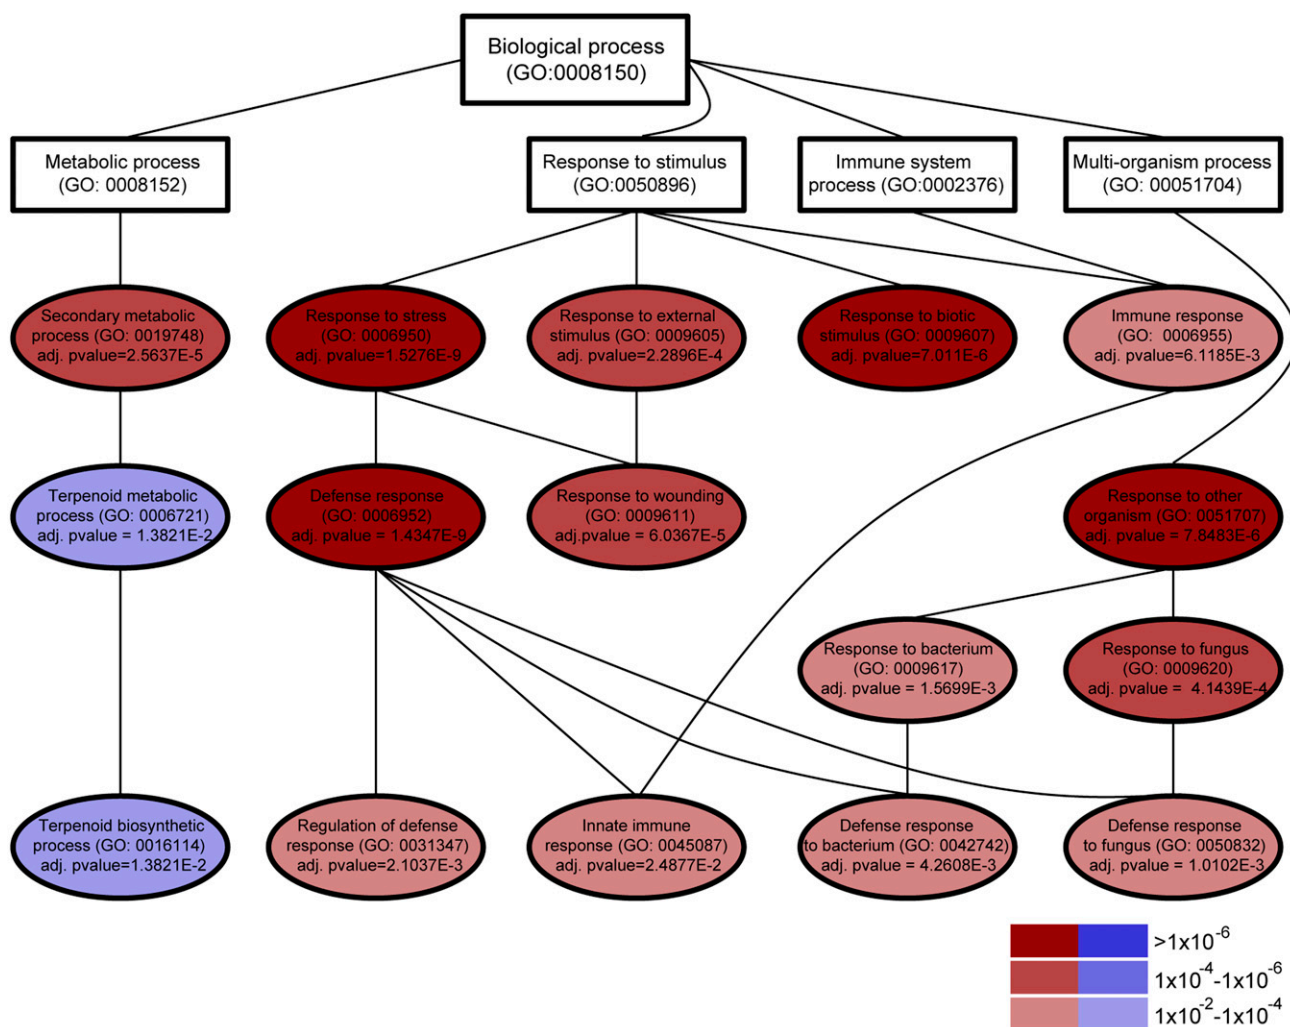 Biological process
(GO:0008150)
Metabolic process
(GO: 0008152)
Response to stimulus
(GO:0050896)
Immune system
process (GO:0002376)
Multi-organism process
(GO: 00051704)
Secondary metabolic
process (GO: 0019748)
adj. pvalue=2.5637E-5
Response to stress
(GO: 0006950)
adj. pvalue=1.5276E-9
Response to external
stimulus (GO: 0009605)
adj. pvalue=2.2896E-4
Response to biotic
stimulus (GO: 0009607)
adj. pvalue=7.011E-6
Immune response
(GO: 0006955)
adj. pvalue=6.1185E-3
Terpenoid metabolic
process (GO: 0006721)
adj. pvalue = 1.3821E-2
Defense response
(GO: 0006952)
adj. pvalue = 1.4347E-9
Response to wounding
(GO: 0009611)
adj.pvalue = 6.0367E-5
Response to other
organism (GO: 0051707)
adj. pvalue = 7.8483E-6
Response to bacterium
(GO: 0009617)
adj. pvalue = 1.5699E-3
Response to fungus
(GO: 0009620)
adj. pvalue = 4.1439E-4
Terpenoid biosynthetic
process (GO: 0016114)
adj. pvalue=1.3821E-2
Regulation of defense
response (GO: 0031347)
adj. pvalue=2.1037E-3
Innate immune
response (GO: 0045087)
adj. pvalue=2.4877E-2
Defense response
to bacterium (GO: 0042742)
adj. pvalue = 4.2608E-3
Defense response
to fungus (GO: 0050832)
adj. pvalue = 1.0102E-3
>1x10⁻⁶
1x10⁻⁴-1x10⁻⁶
1x10⁻²-1x10⁻⁴